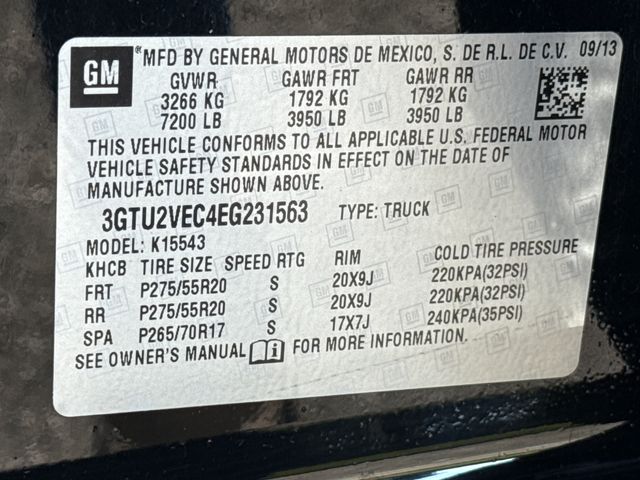 GM MFD BY GENERAL MOTORS DE MEXICO, S. DE R.L. DE C.V. 09/13
GVWR GAWR FRT GAWR RR
3266 KG 1792 KG 1792 KG
7200 LB 3950 LB 3950 LB
THIS VEHICLE CONFORMS TO ALL APPLICABLE U.S. FEDERAL MOTOR
VEHICLE SAFETY STANDARDS IN EFFECT ON THE DATE OF
MANUFACTURE SHOWN ABOVE.
3GTU2VEC4EG231563 TYPE: TRUCK
MODEL: K15543
KHCB TIRE SIZE SPEED RTG RIM COLD TIRE PRESSURE
FRT P275/55R20 S 20X9J 220KPA(32PSI)
RR P275/55R20 S 20X9J 220KPA(32PSI)
SPA P265/70R17 S 17X7J 240KPA(35PSI)
SEE OWNER'S MANUAL FOR MORE INFORMATION.